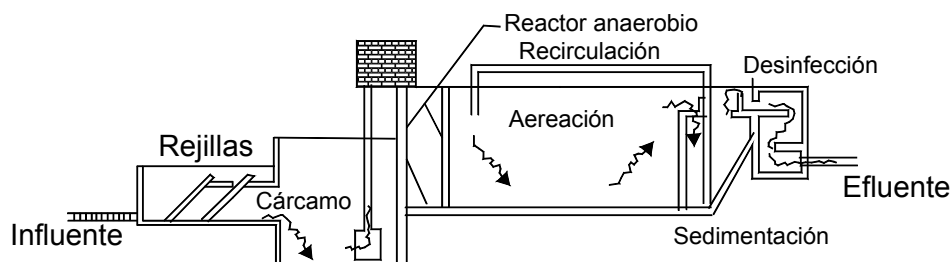 Reactor anaerobio
Recirculación
Desinfección
Aereación
Rejillas
Cárcamo
Efluente
Influente
Sedimentación